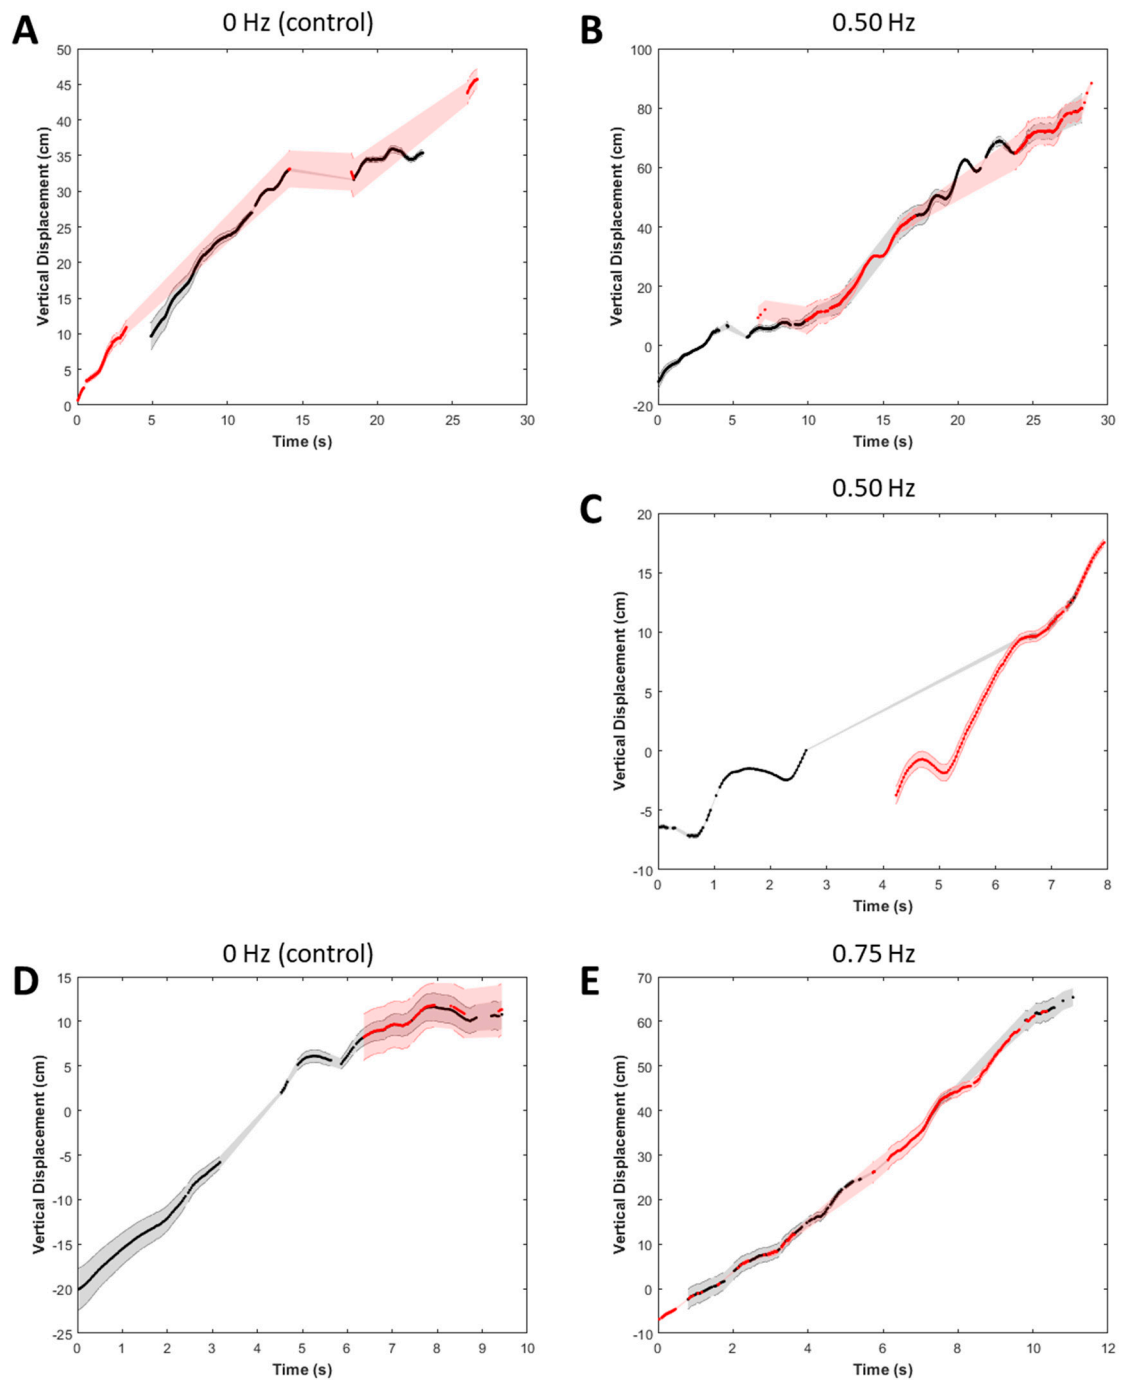 A
0 Hz (control)
50
45
40
35
30
25
20
15
10
5
0
Vertical Displacement (cm)
0 5 10 15 20 25 30
Time (s)
B
0.50 Hz
100
80
60
40
20
0
-20
Vertical Displacement (cm)
0 5 10 15 20 25 30
Time (s)
C
0.50 Hz
20
15
10
5
0
-5
-10
Vertical Displacement (cm)
0 1 2 3 4 5 6 7 8
Time (s)
D
0 Hz (control)
15
10
5
0
-5
-10
-15
-20
-25
Vertical Displacement (cm)
0 1 2 3 4 5 6 7 8 9 10
Time (s)
E
0.75 Hz
70
60
50
40
30
20
10
0
-10
Vertical Displacement (cm)
0 2 4 6 8 10 12
Time (s)